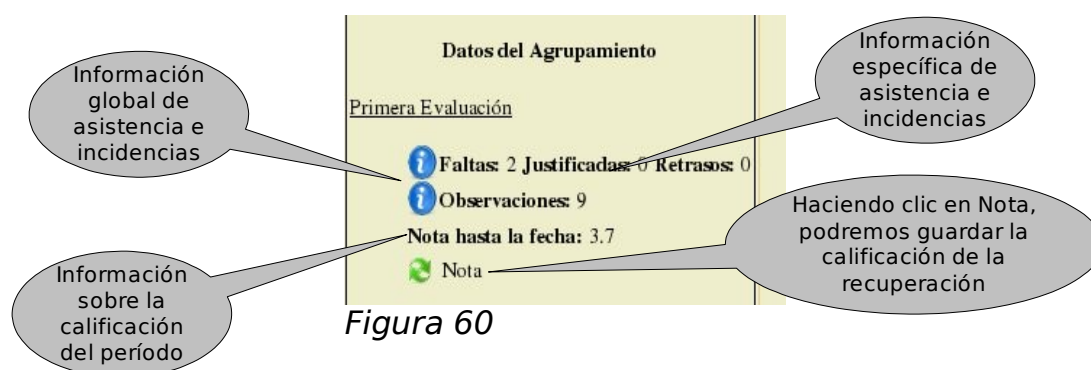 Datos del Agrupamiento
Primera Evaluación
Faltas: 2 Justificadas: 0 Retrasos: 0
Observaciones: 9
Nota hasta la fecha: 3.7
Nota
Información
global de
asistencia e
incidencias
Información
específica de
asistencia e
incidencias
Haciendo clic en Nota,
podremos guardar la
calificación de la
recuperación
Información
sobre la
calificación
del período
Figura 60